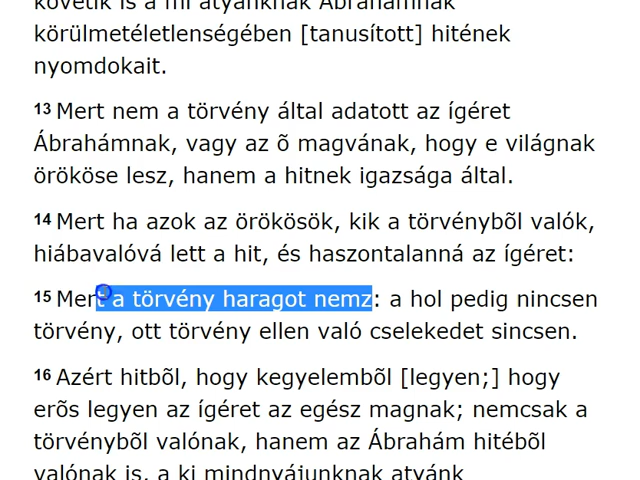 követik is a mi atyánknak Ábrahámnak
körülmetéletlenségében [tanusított] hitének
nyomdokait.
13 Mert nem a törvény által adatott az ígéret
Ábrahámnak, vagy az õ magvának, hogy e világnak
örököse lesz, hanem a hitnek igazsága által.
14 Mert ha azok az örökösök, kik a törvénybõl valók,
hiábavalóvá lett a hit, és haszontalanná az ígéret:
15 Mert a törvény haragot nemz: a hol pedig nincsen
törvény, ott törvény ellen való cselekedet sincsen.
16 Azért hitbõl, hogy kegyelembõl [legyen;] hogy
erõs legyen az ígéret az egész magnak; nemcsak a
törvénybõl valónak, hanem az Ábrahám hitébõl
valónak is, a ki mindnyájunknak atyánk